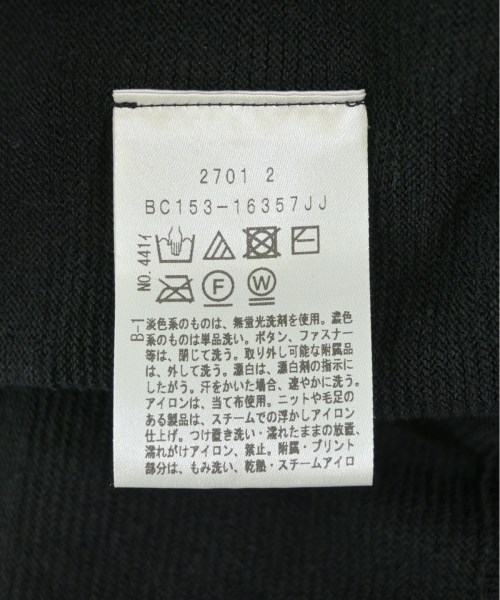 2701 2
BC153-16357JJ
NO.441イ
F
W
B-1
淡色系のものは、無蛍光洗剤を使用。濃色
系のものは単品洗い。ボタン、ファスナー
等は、閉じて洗う。取り外し可能な附属品
は、外して洗う。漂白は、漂白剤の指示に
したがう。汗をかいた場合、速やかに洗う。
アイロンは、当て布使用。ニットや毛足の
ある製品は、スチームでの浮かしアイロン
仕上げ。つけ置き洗い・濡れたままの放置、
濡れがけアイロン、禁止。附属・プリント
部分は、もみ洗い、乾熱・スチームアイロ